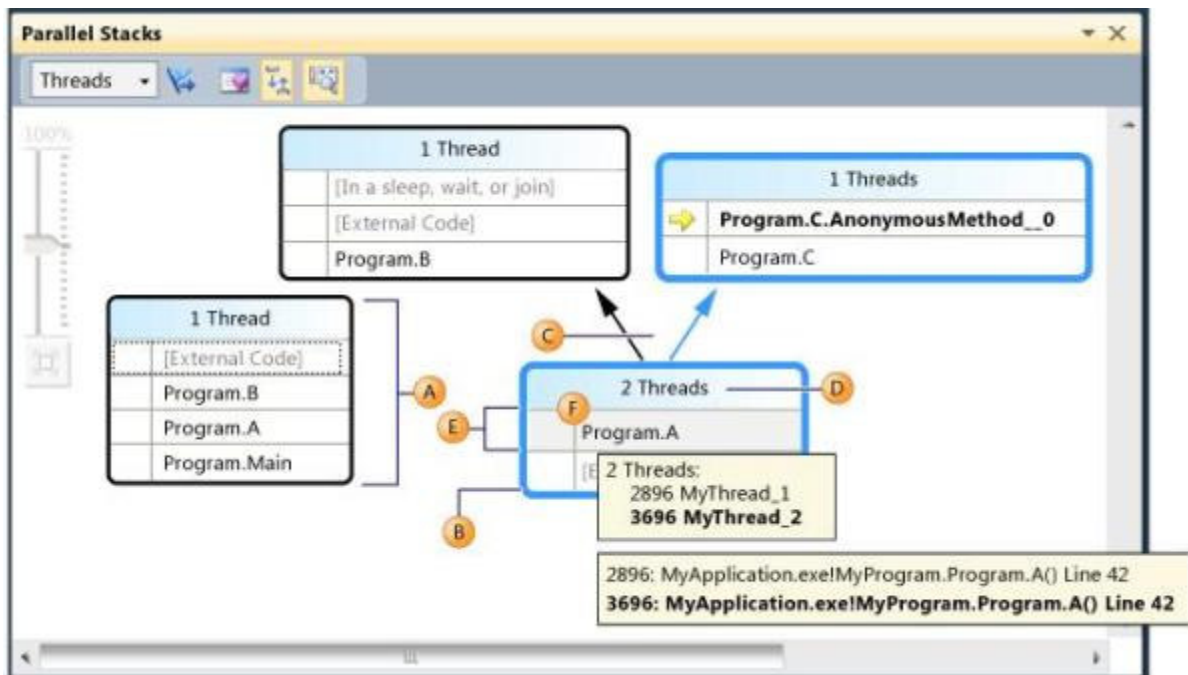 Parallel Stacks
Threads
100%
1 Thread
[In a sleep, wait, or join]
[External Code]
Program.B
1 Threads
Program.C.AnonymousMethod__0
Program.C
1 Thread
[External Code]
Program.B
Program.A
Program.Main
A
C
2 Threads
D
F
E
Program.A
[E
B
2 Threads:
2896 MyThread_1
3696 MyThread_2
2896: MyApplication.exe!MyProgram.Program.A() Line 42
3696: MyApplication.exe!MyProgram.Program.A() Line 42